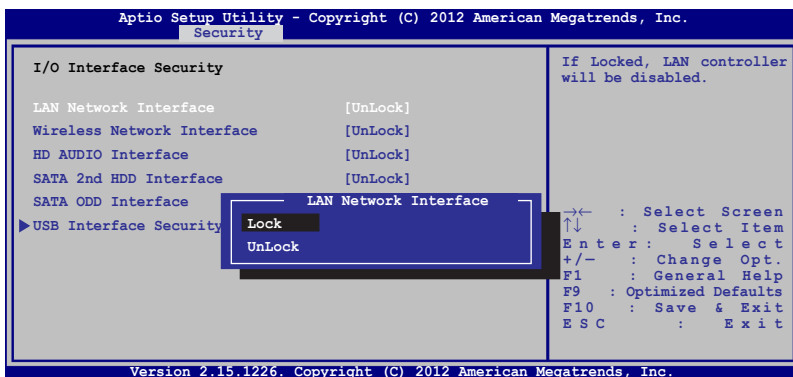 Aptio Setup Utility - Copyright (C) 2012 American Megatrends, Inc.
Security
I/O Interface Security
LAN Network Interface [UnLock]
Wireless Network Interface [UnLock]
HD AUDIO Interface [UnLock]
SATA 2nd HDD Interface [UnLock]
SATA ODD Interface
USB Interface Security
LAN Network Interface
Lock
UnLock
If Locked, LAN controller
will be disabled.
→← : Select Screen
↑↓ : Select Item
Enter: Select
+/— : Change Opt.
F1 : General Help
F9 : Optimized Defaults
F10 : Save & Exit
ESC : Exit
Version 2.15.1226. Copyright (C) 2012 American Megatrends, Inc.